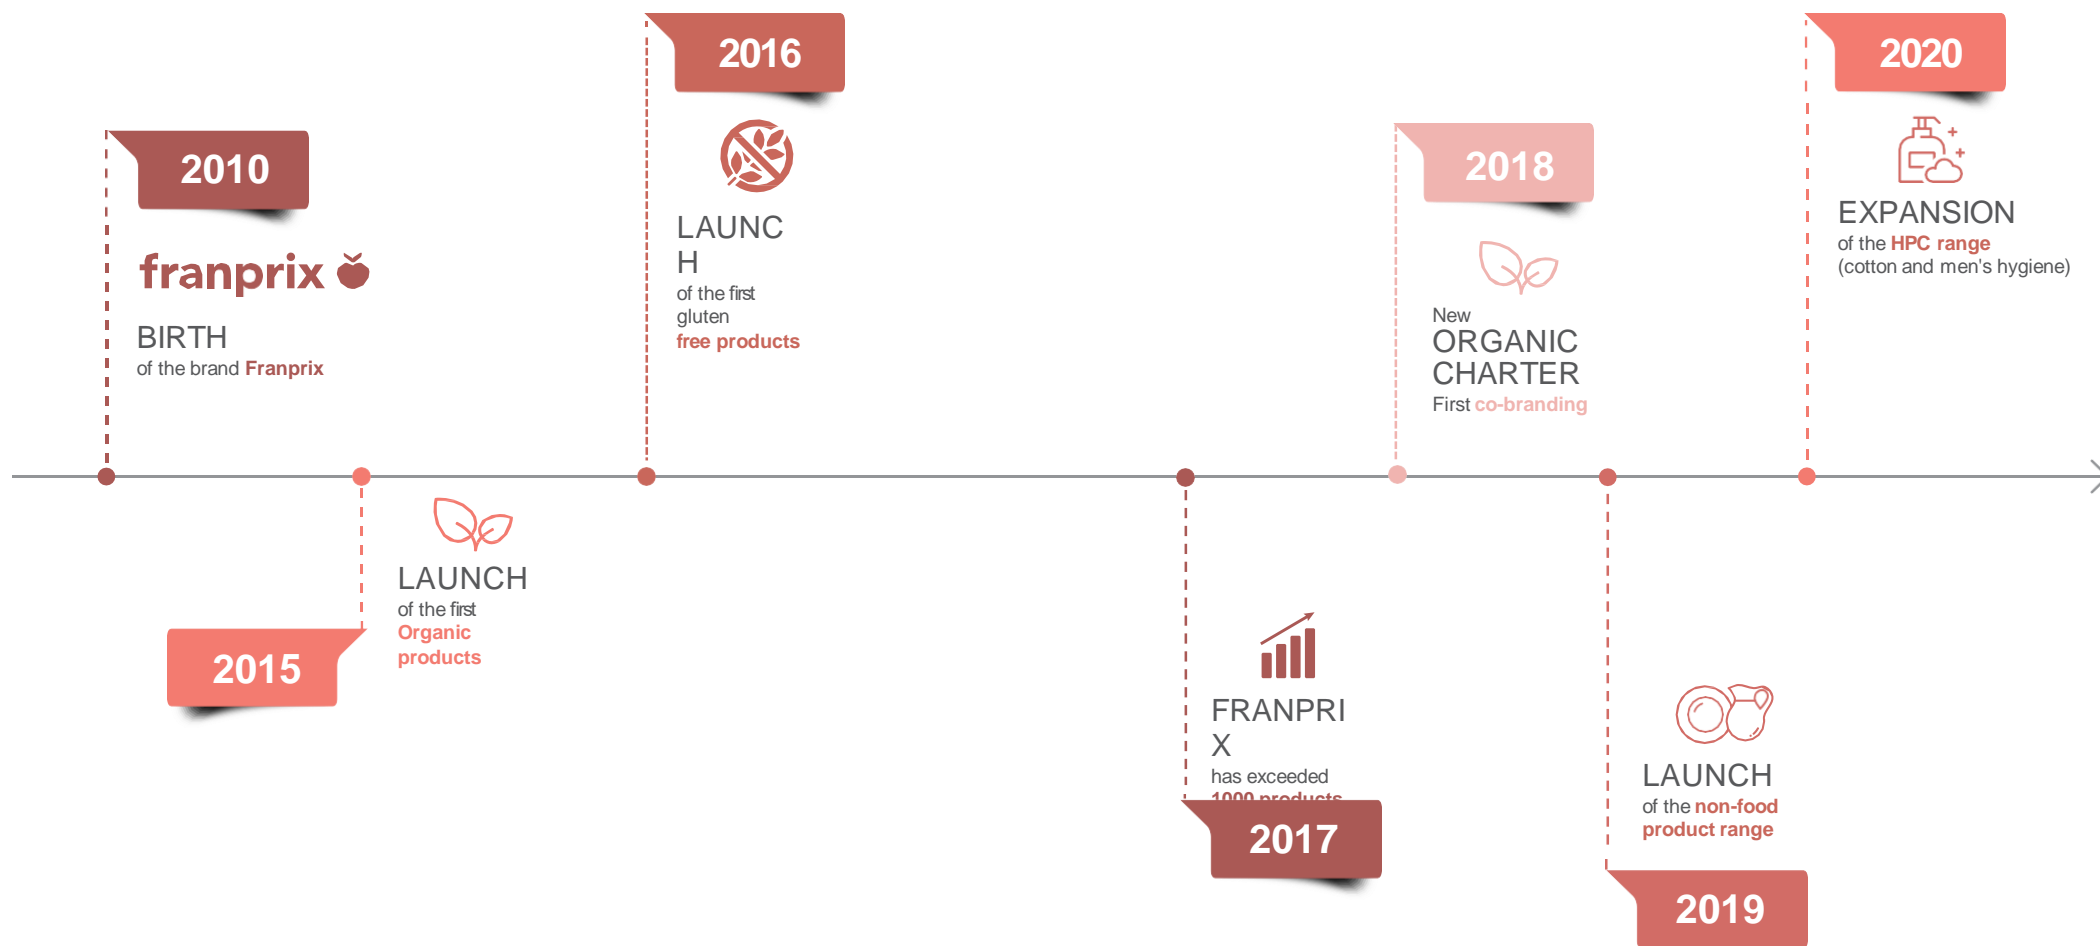 2010
franprix
BIRTH
of the brand Franprix
2015
LAUNCH
of the first
Organic
products
2016
LAUNC
H
of the first
gluten
free products
FRANPRI
X
has exceeded
1000 products
2017
2018
New
ORGANIC
CHARTER
First co-branding
LAUNCH
of the non-food
product range
2019
2020
EXPANSION
of the HPC range
(cotton and men's hygiene)